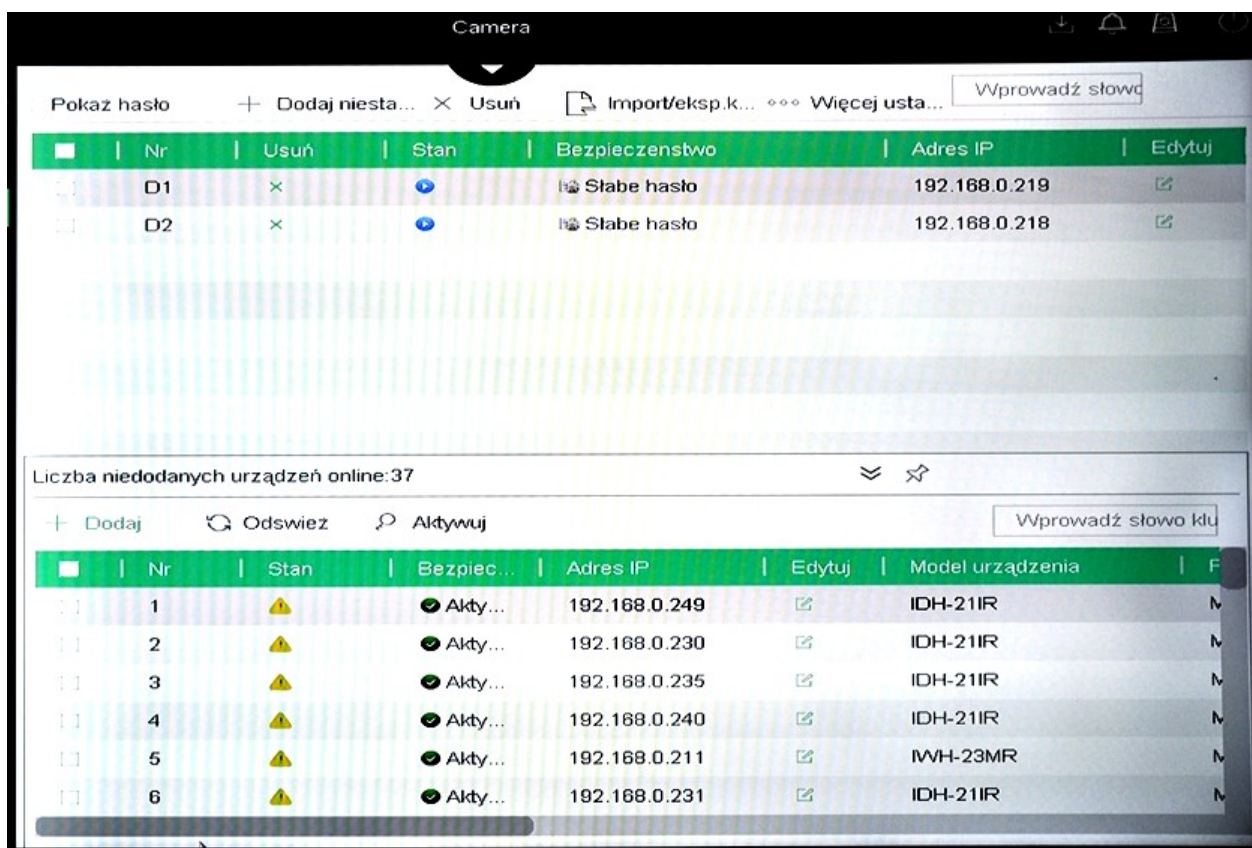 Camera
Pokaż hasło + Dodaj niesta... × Usuń Import/eksp.k... ∘∘∘ Więcej usta... Wprowadź słowo
Nr Usuń Stan Bezpieczenstwo Adres IP Edytuj
D1 × Słabe hasło 192.168.0.219
D2 × Słabe hasło 192.168.0.218
Liczba niedodanych urządzeń online:37
+ Dodaj Odswiez Aktywuj Wprowadź słowo klu
Nr Stan Bezpiec... Adres IP Edytuj Model urządzenia
1 Akty... 192.168.0.249 IDH-21IR
2 Akty... 192.168.0.230 IDH-21IR
3 Akty... 192.168.0.235 IDH-21IR
4 Akty... 192.168.0.240 IDH-21IR
5 Akty... 192.168.0.211 IWH-23MR
6 Akty... 192.168.0.231 IDH-21IR